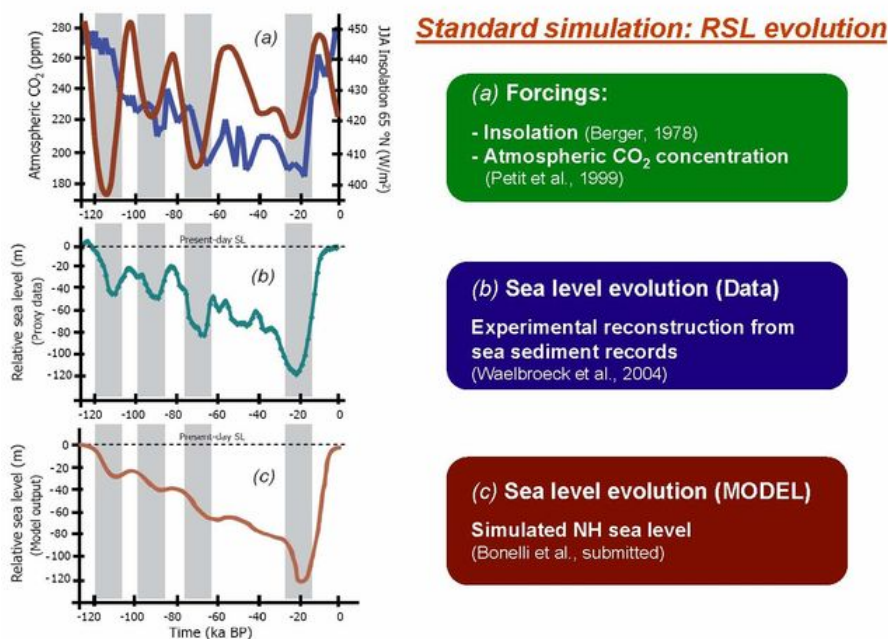 Standard simulation: RSL evolution
Atmospheric CO2 (ppm)
280
260
240
220
200
180
(a)
450
440
430
420
410
400
JJA Insolation 65 °N (W/m²)
-120 -100 -80 -60 -40 -20 0
(a) Forcings:
- Insolation (Berger, 1978)
- Atmospheric CO2 concentration
(Petit et al., 1999)
Relative sea level (m)
(Proxy data)
0
-20
-40
-60
-80
-100
-120
Present-day SL
(b)
-120 -100 -80 -60 -40 -20 0
(b) Sea level evolution (Data)
Experimental reconstruction from
sea sediment records
(Waelbroeck et al., 2004)
Relative sea level (m)
(Model output)
0
-20
-40
-60
-80
-100
-120
Present-day SL
(c)
-120 -100 -80 -60 -40 -20 0
Time (ka BP)
(c) Sea level evolution (MODEL)
Simulated NH sea level
(Bonelli et al., submitted)